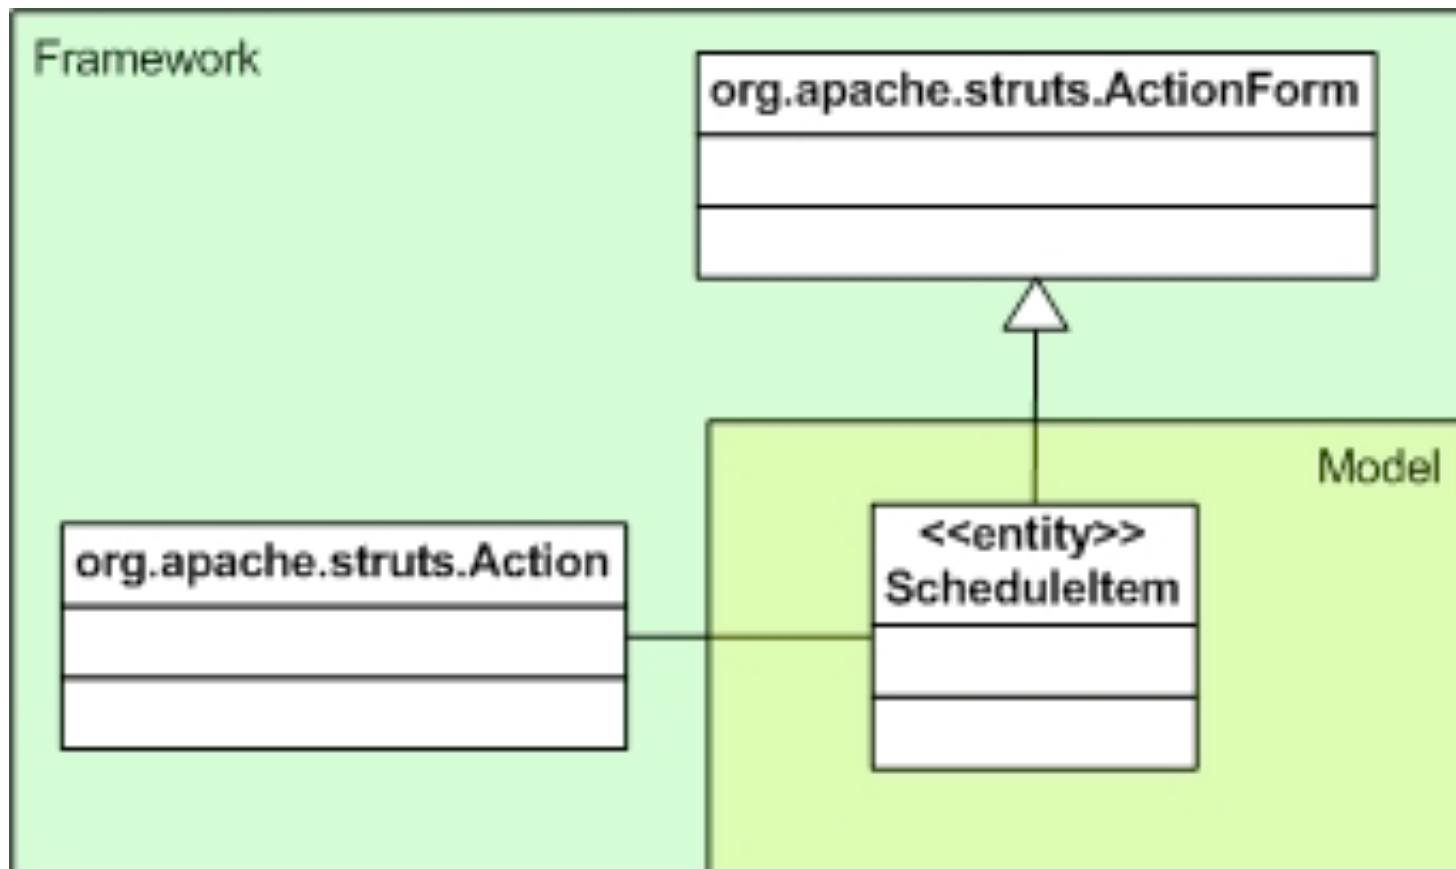 Framework
org.apache.struts.ActionForm
Model
org.apache.struts.Action
<<entity>>
ScheduleItem